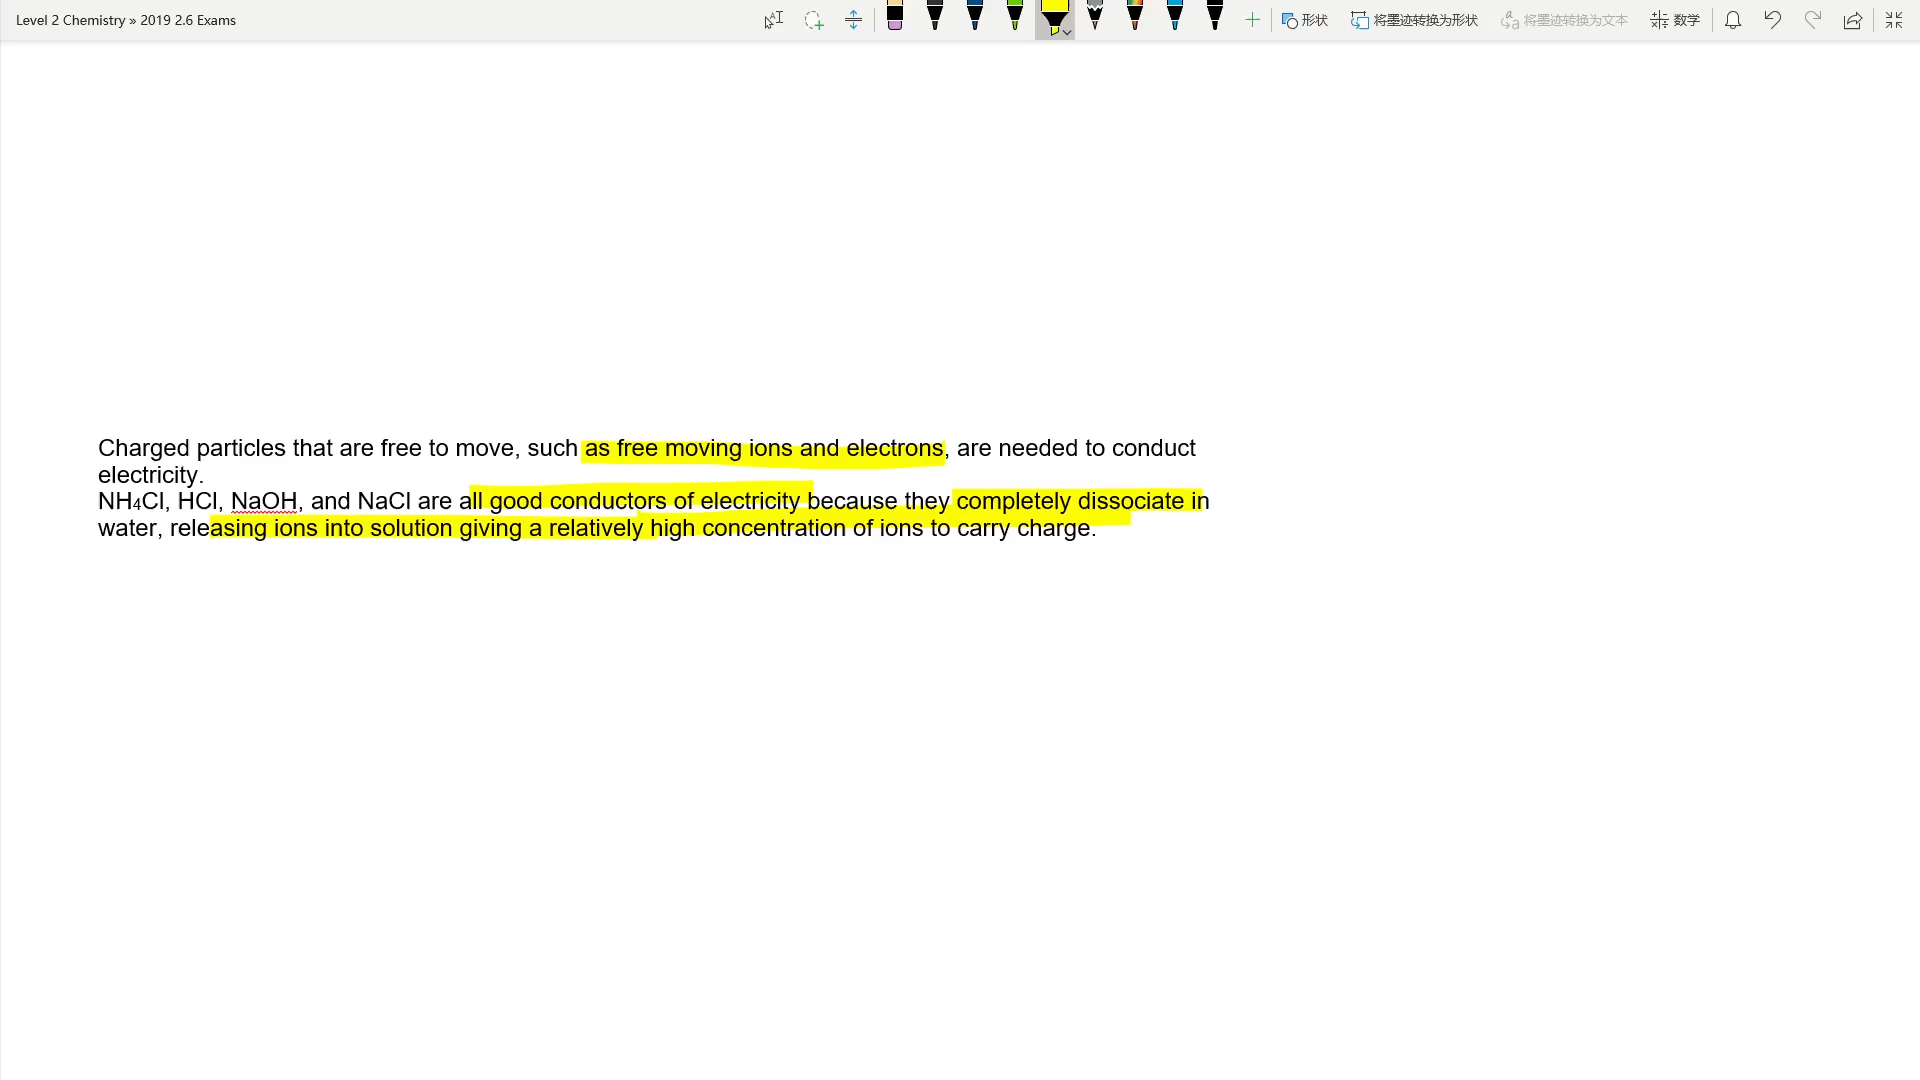 Level 2 Chemistry » 2019 2.6 Exams
形状
将墨迹转换为形状
将墨迹转换为文本
数学
Charged particles that are free to move, such as free moving ions and electrons, are needed to conduct
electricity.
NH₄Cl, HCl, NaOH, and NaCl are all good conductors of electricity because they completely dissociate in
water, releasing ions into solution giving a relatively high concentration of ions to carry charge.